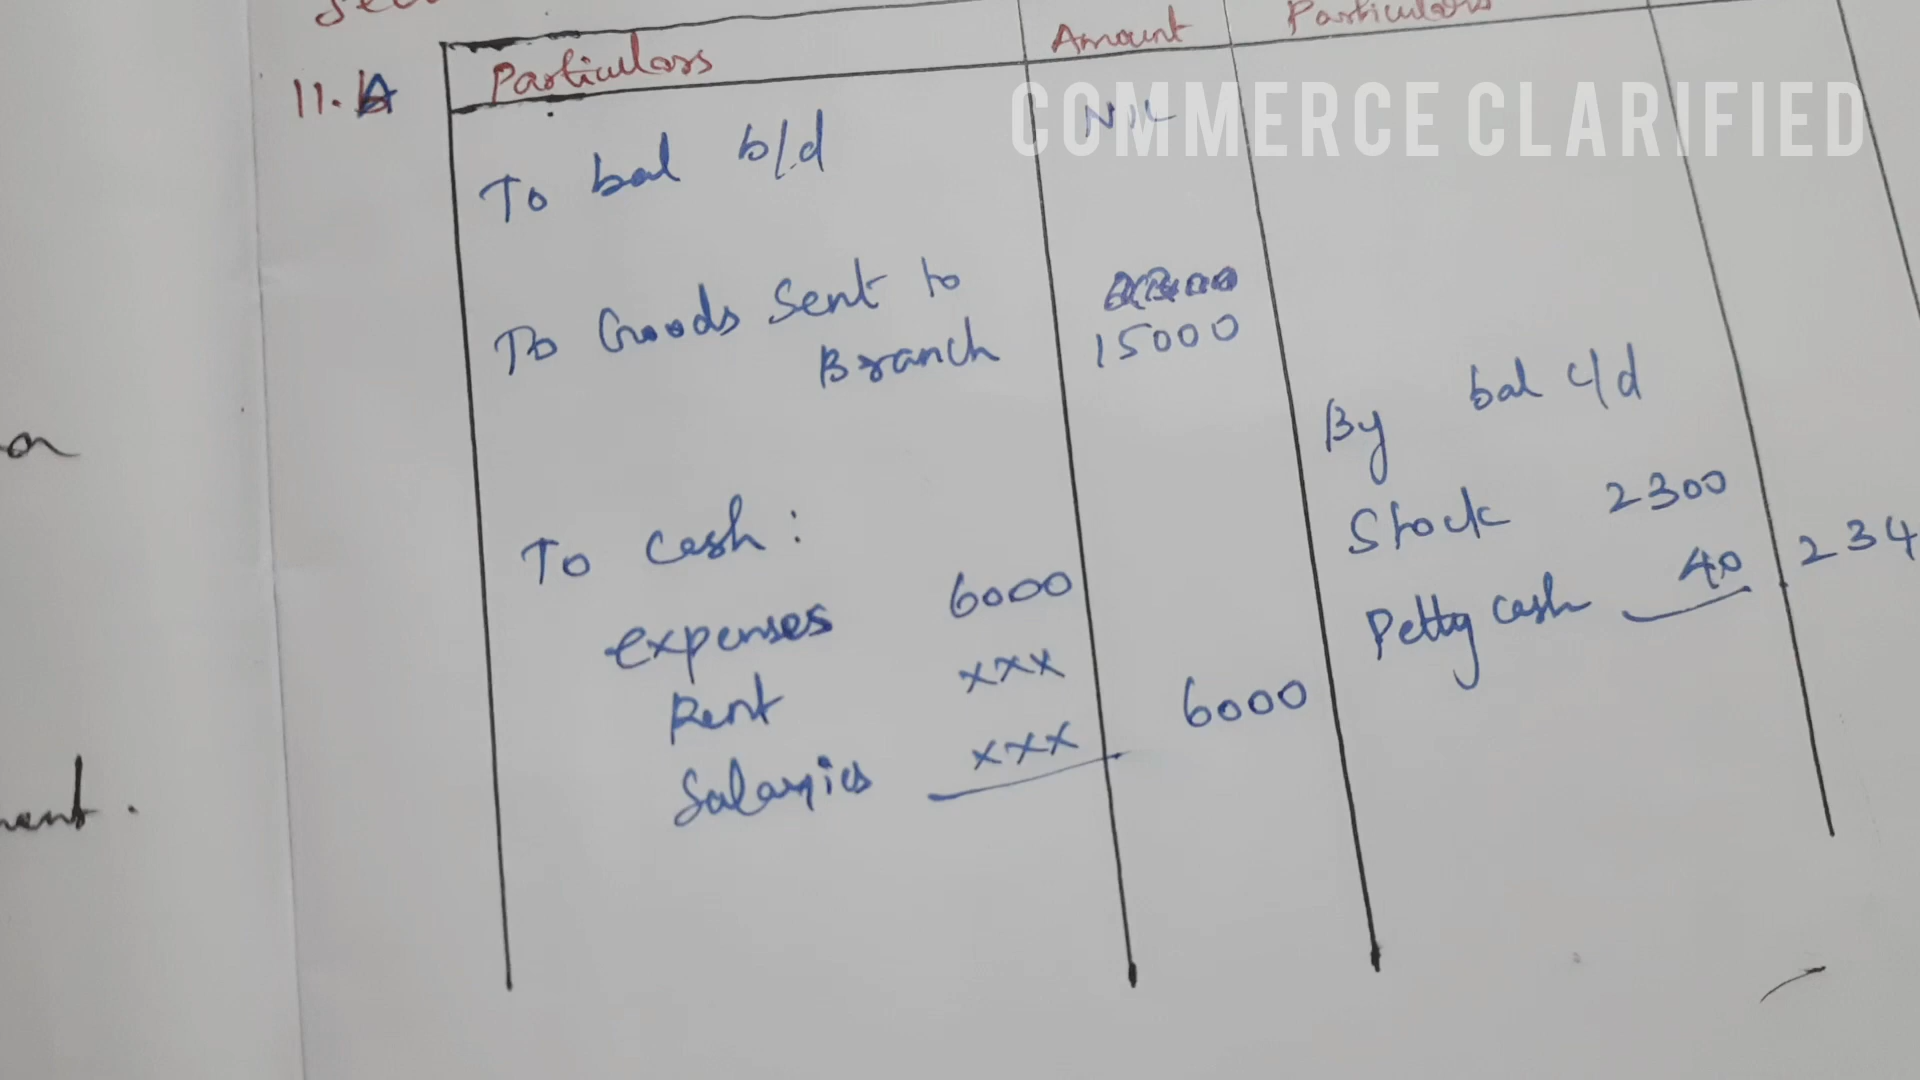 11. A
Particulars Amount Particulars
COMMERCE CLARIFIED
To bal b/d NIL
To Goods Sent to
Branch 15000
By bal c/d
Stock 2300
Petty cash 40 234
To cash:
expenses 6000
Rent xxx
Salaries xxx 6000